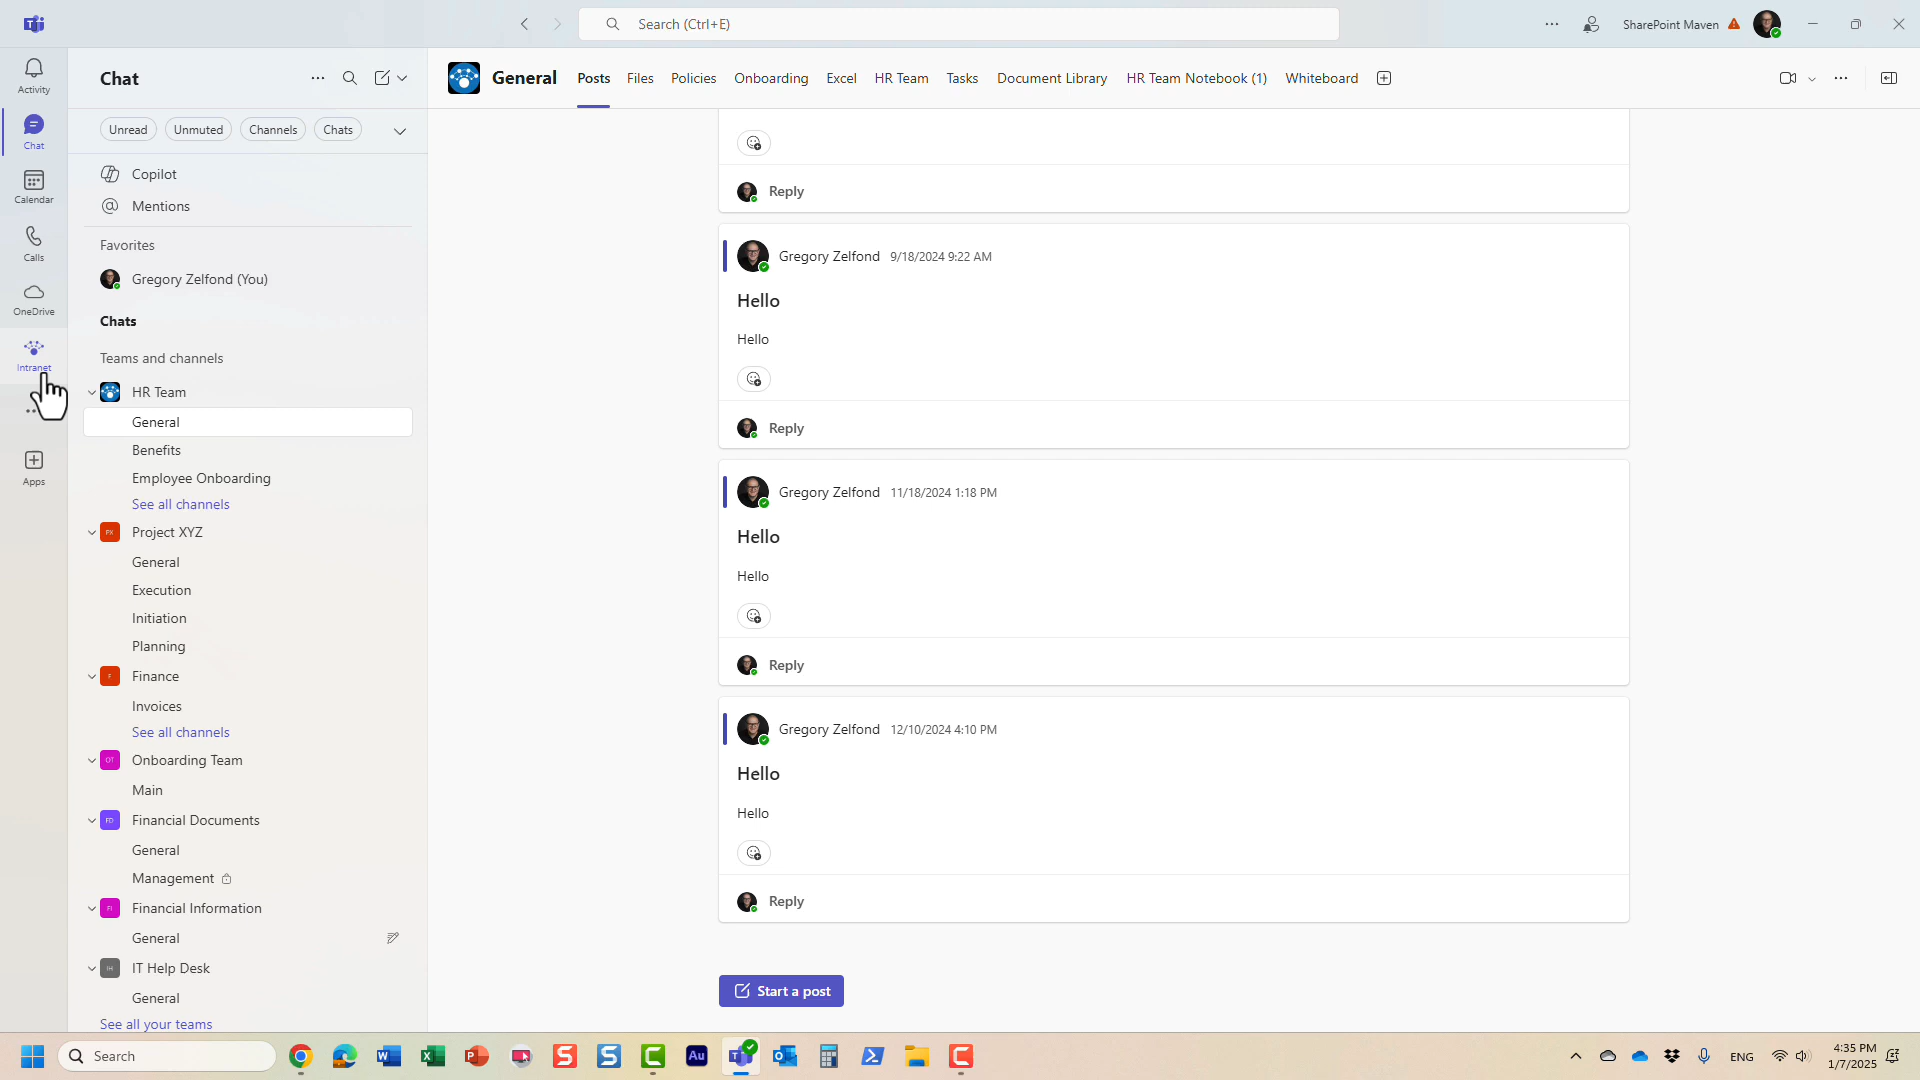 Search (Ctrl+E)
SharePoint Maven
Activity
Chat
Calendar
Calls
OneDrive
Intranet
Apps
Chat
Unread
Unmuted
Channels
Chats
Copilot
Mentions
Favorites
Gregory Zelfond (You)
Chats
Teams and channels
HR Team
General
Benefits
Employee Onboarding
See all channels
PX
Project XYZ
General
Execution
Initiation
Planning
F
Finance
Invoices
See all channels
OT
Onboarding Team
Main
FD
Financial Documents
General
Management
FI
Financial Information
General
IH
IT Help Desk
General
See all your teams
General
Posts
Files
Policies
Onboarding
Excel
HR Team
Tasks
Document Library
HR Team Notebook (1)
Whiteboard
Reply
Gregory Zelfond 9/18/2024 9:22 AM
Hello
Hello
Reply
Gregory Zelfond 11/18/2024 1:18 PM
Hello
Hello
Reply
Gregory Zelfond 12/10/2024 4:10 PM
Hello
Hello
Reply
Start a post
Search
Au
ENG
4:35 PM
1/7/2025